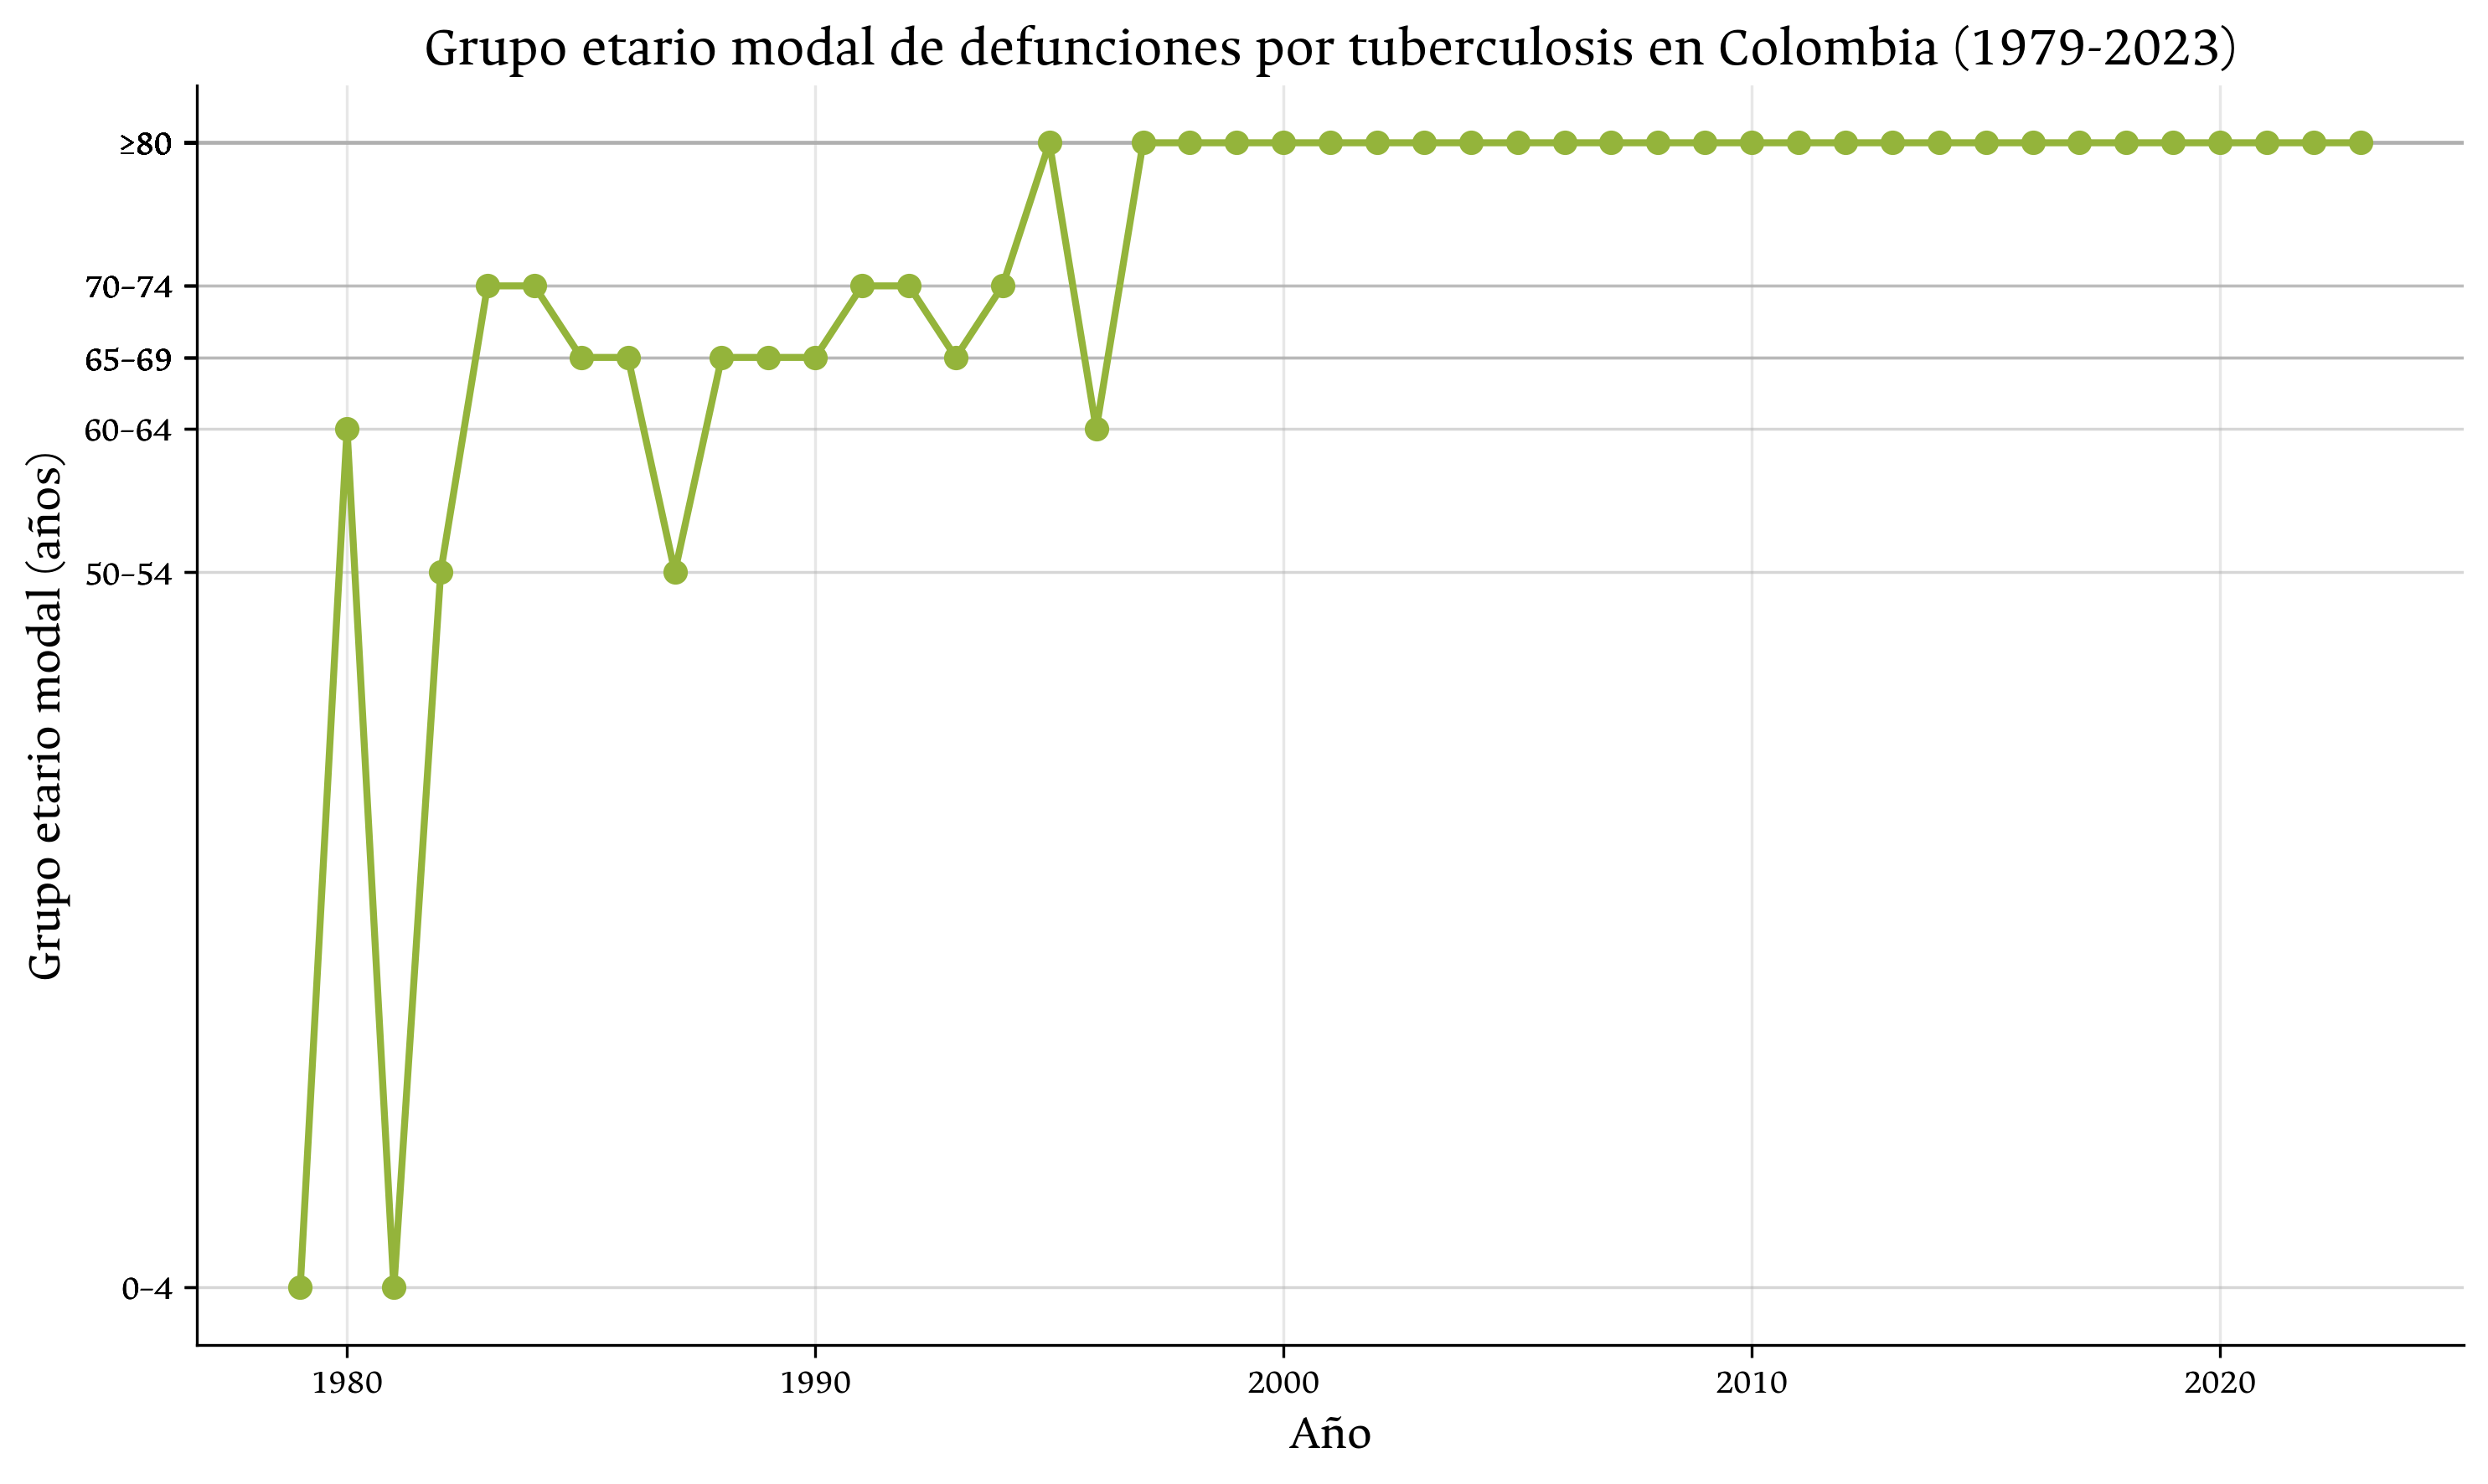 Grupo etario modal de defunciones por tuberculosis en Colombia (1979-2023)
Grupo etario modal (años)
≥80
70–74
65–69
60–64
50–54
0–4
1980 1990 2000 2010 2020
Año